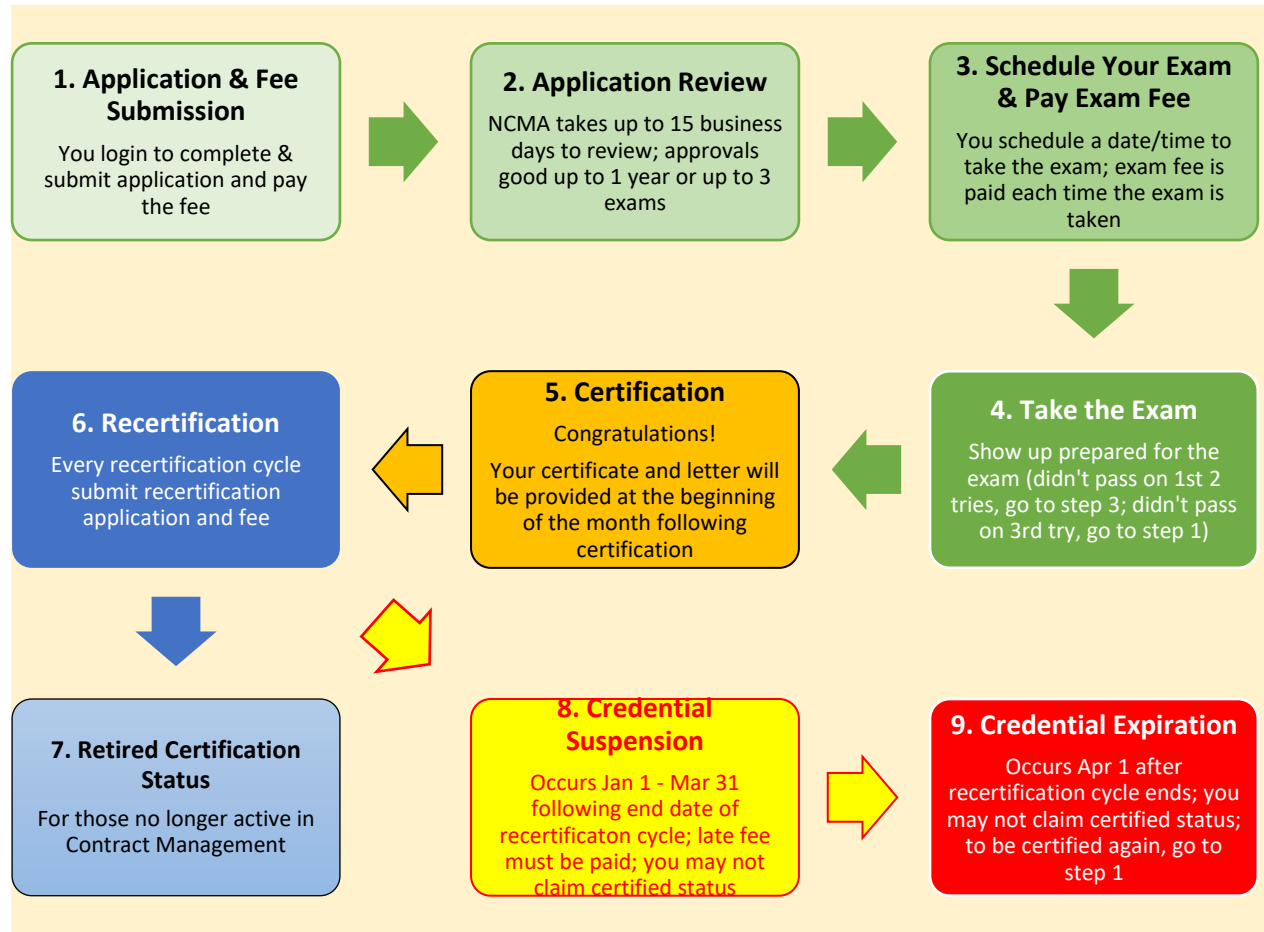 1. Application & Fee
Submission
You login to complete &
submit application and pay
the fee
2. Application Review
NCMA takes up to 15 business
days to review; approvals
good up to 1 year or up to 3
exams
3. Schedule Your Exam
& Pay Exam Fee
You schedule a date/time to
take the exam; exam fee is
paid each time the exam is
taken
4. Take the Exam
Show up prepared for the
exam (didn't pass on 1st 2
tries, go to step 3; didn't pass
on 3rd try, go to step 1)
5. Certification
Congratulations!
Your certificate and letter will
be provided at the beginning
of the month following
certification
6. Recertification
Every recertification cycle
submit recertification
application and fee
7. Retired Certification
Status
For those no longer active in
Contract Management
8. Credential
Suspension
Occurs Jan 1 - Mar 31
following end date of
recertificaton cycle; late fee
must be paid; you may not
claim certified status
9. Credential Expiration
Occurs Apr 1 after
recertification cycle ends; you
may not claim certified status;
to be certified again, go to
step 1